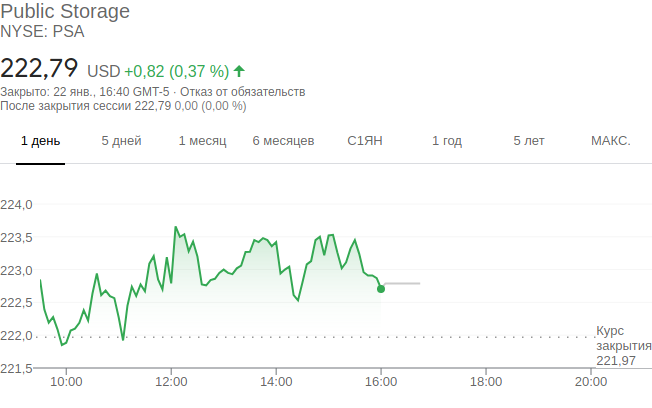 Public Storage
NYSE: PSA
222,79 USD +0,82 (0,37 %)
Закрыто: 22 янв., 16:40 GMT-5 · Отказ от обязательств
После закрытия сессии 222,79 0,00 (0,00 %)
1 день 5 дней 1 месяц 6 месяцев С1ЯН 1 год 5 лет МАКС.
224,0
223,5
223,0
222,5
222,0
221,5
Курс
закрытия
221,97
10:00 12:00 14:00 16:00 18:00 20:00